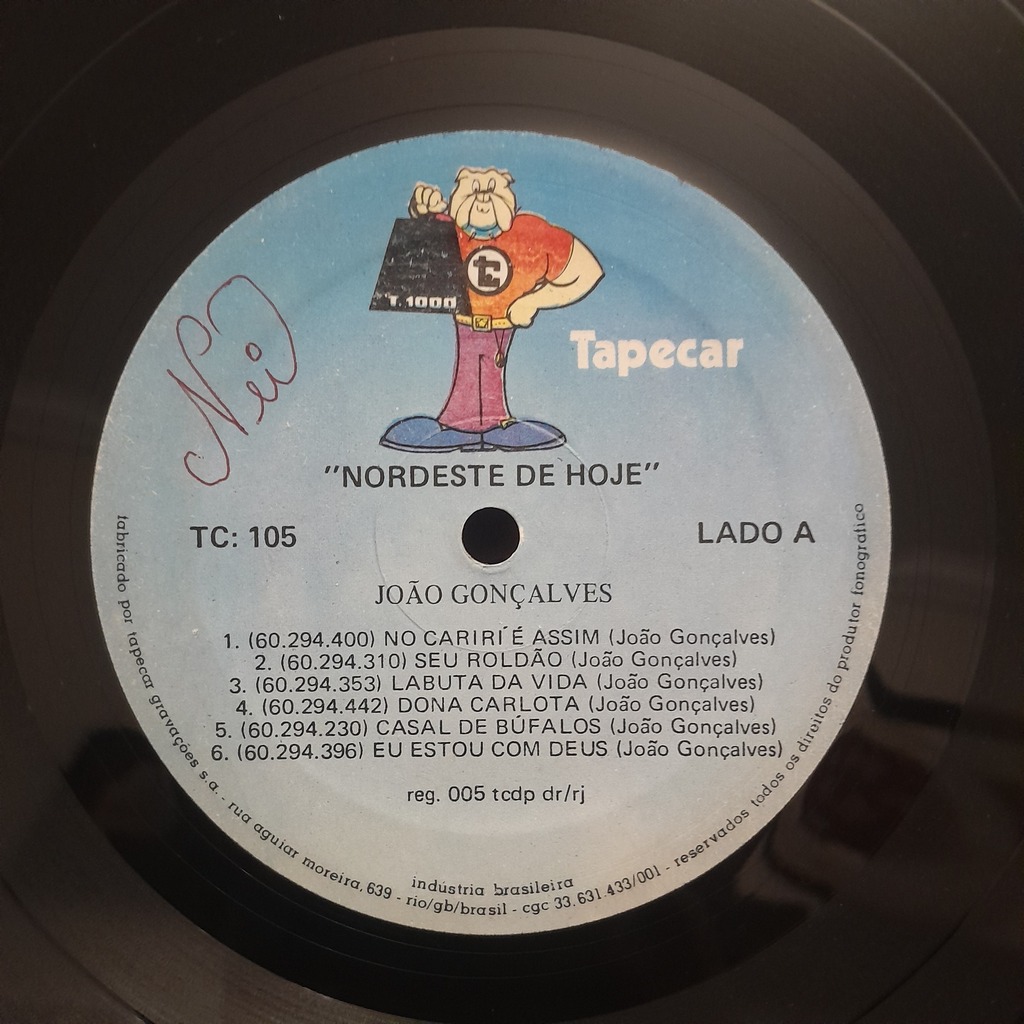 T. 1000
tc
Tapecar
Nei
"NORDESTE DE HOJE"
TC: 105
LADO A
JOÃO GONÇALVES
1. (60.294.400) NO CARIRI´É ASSIM (João Gonçalves)
2. (60.294.310) SEU ROLDÃO (João Gonçalves)
3. (60.294.353) LABUTA DA VIDA (João Gonçalves)
4. (60.294.442) DONA CARLOTA (João Gonçalves)
5. (60.294.230) CASAL DE BÚFALOS (João Gonçalves)
6. (60.294.396) EU ESTOU COM DEUS (João Gonçalves)
reg. 005 tcdp dr/rj
indústria brasileira
fabricado por tapecar gravações s.a. - rua aguiar moreira, 639 - rio/gb/brasil - cgc 33.631.433/001 - reservados todos os direitos do produtor fonografico